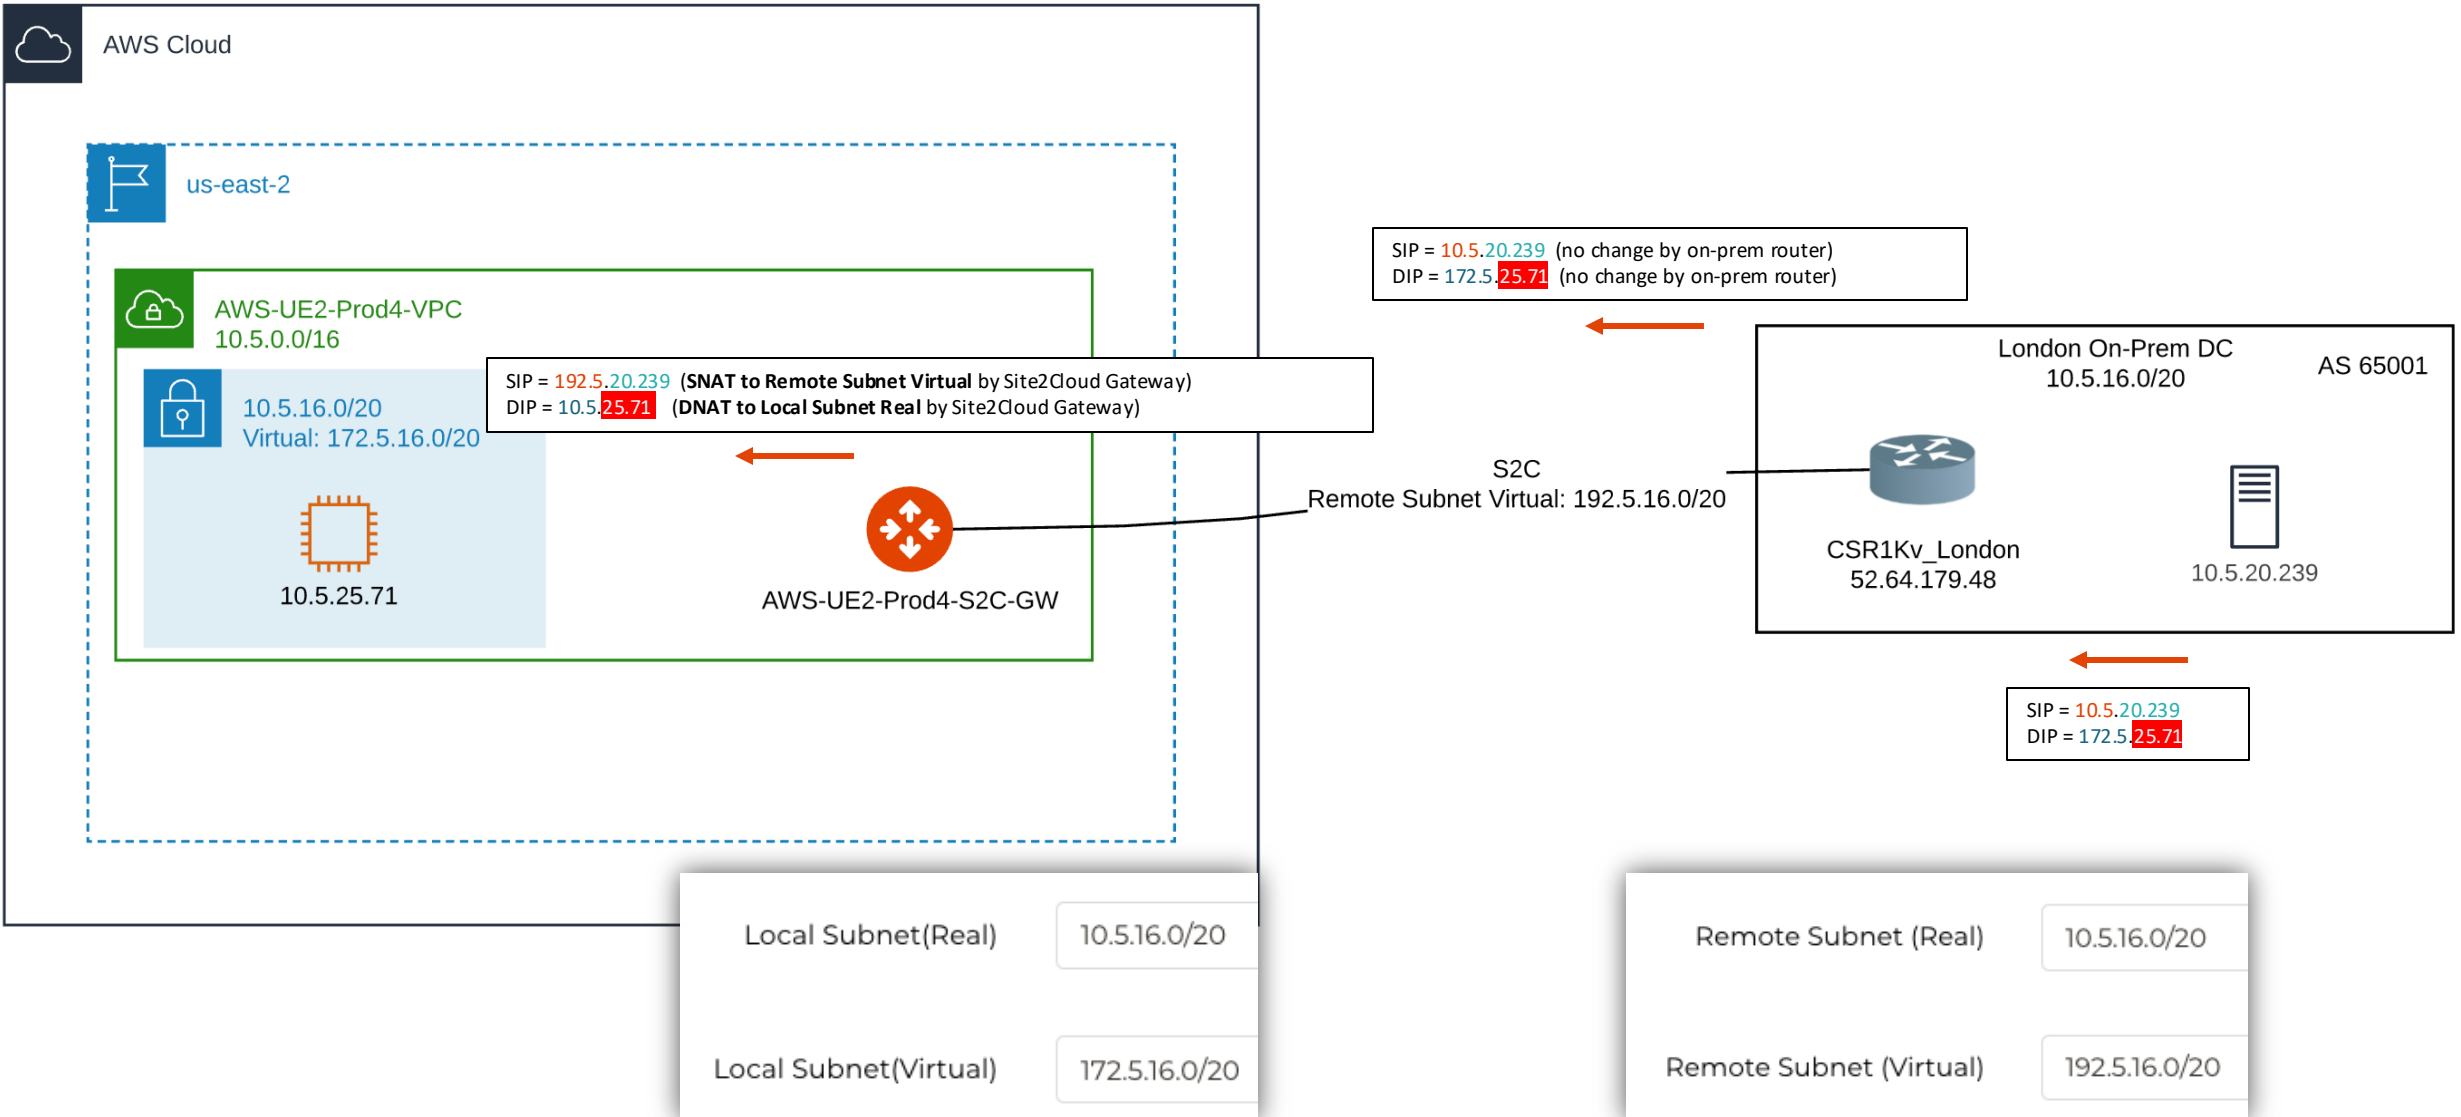 AWS Cloud
us-east-2
AWS-UE2-Prod4-VPC
10.5.0.0/16
10.5.16.0/20
Virtual: 172.5.16.0/20
10.5.25.71
SIP = 192.5.20.239 (SNAT to Remote Subnet Virtual by Site2Cloud Gateway)
DIP = 10.5.25.71 (DNAT to Local Subnet Real by Site2Cloud Gateway)
AWS-UE2-Prod4-S2C-GW
SIP = 10.5.20.239 (no change by on-prem router)
DIP = 172.5.25.71 (no change by on-prem router)
S2C
Remote Subnet Virtual: 192.5.16.0/20
London On-Prem DC
10.5.16.0/20
AS 65001
CSR1Kv_London
52.64.179.48
10.5.20.239
SIP = 10.5.20.239
DIP = 172.5.25.71
Local Subnet(Real) 10.5.16.0/20
Local Subnet(Virtual) 172.5.16.0/20
Remote Subnet (Real) 10.5.16.0/20
Remote Subnet (Virtual) 192.5.16.0/20